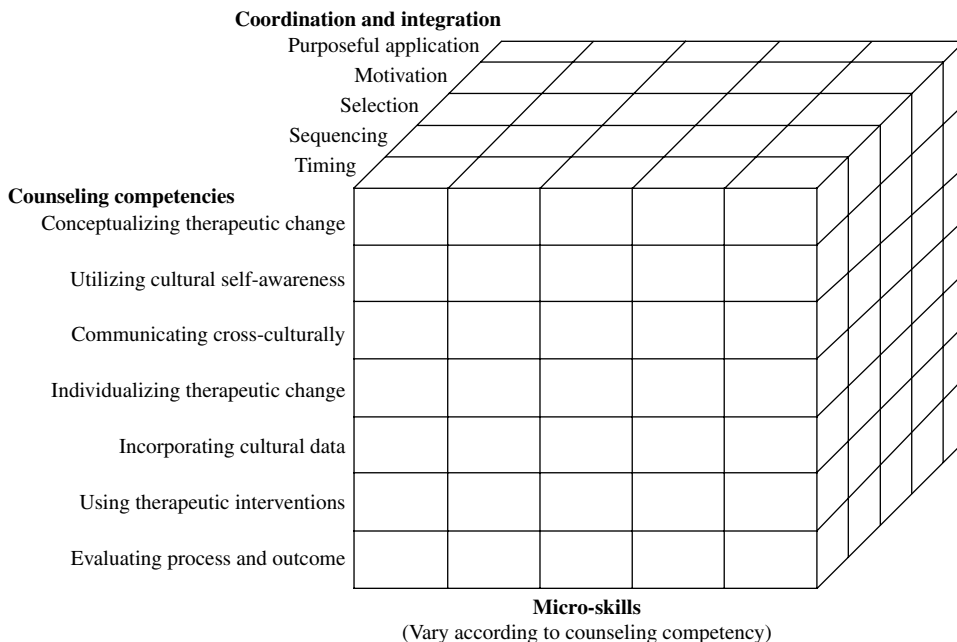 Coordination and integration
Purposeful application
Motivation
Selection
Sequencing
Timing
Counseling competencies
Conceptualizing therapeutic change
Utilizing cultural self-awareness
Communicating cross-culturally
Individualizing therapeutic change
Incorporating cultural data
Using therapeutic interventions
Evaluating process and outcome
Micro-skills
(Vary according to counseling competency)